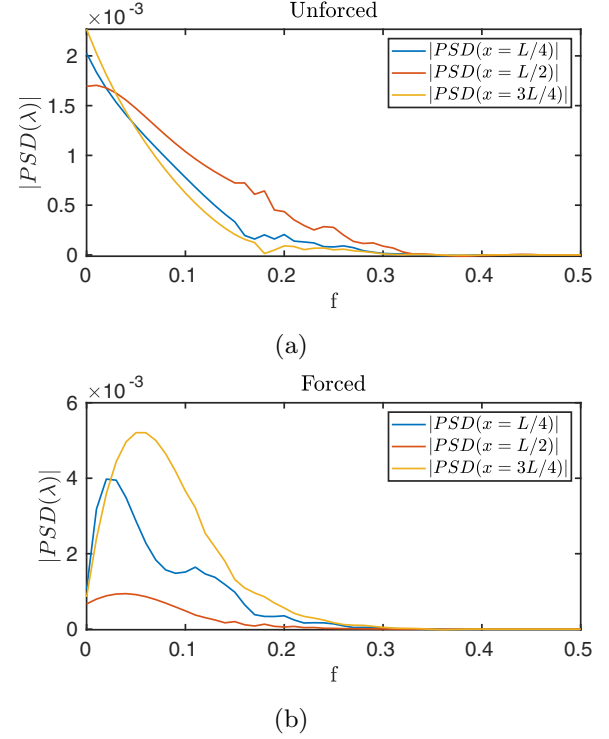 Unforced
×10⁻³
|PSD(λ)|
2
1.5
1
0.5
0
0 0.1 0.2 0.3 0.4 0.5
f
|PSD(x = L/4)|
|PSD(x = L/2)|
|PSD(x = 3L/4)|
(a)
Forced
×10⁻³
|PSD(λ)|
6
4
2
0
0 0.1 0.2 0.3 0.4 0.5
f
|PSD(x = L/4)|
|PSD(x = L/2)|
|PSD(x = 3L/4)|
(b)